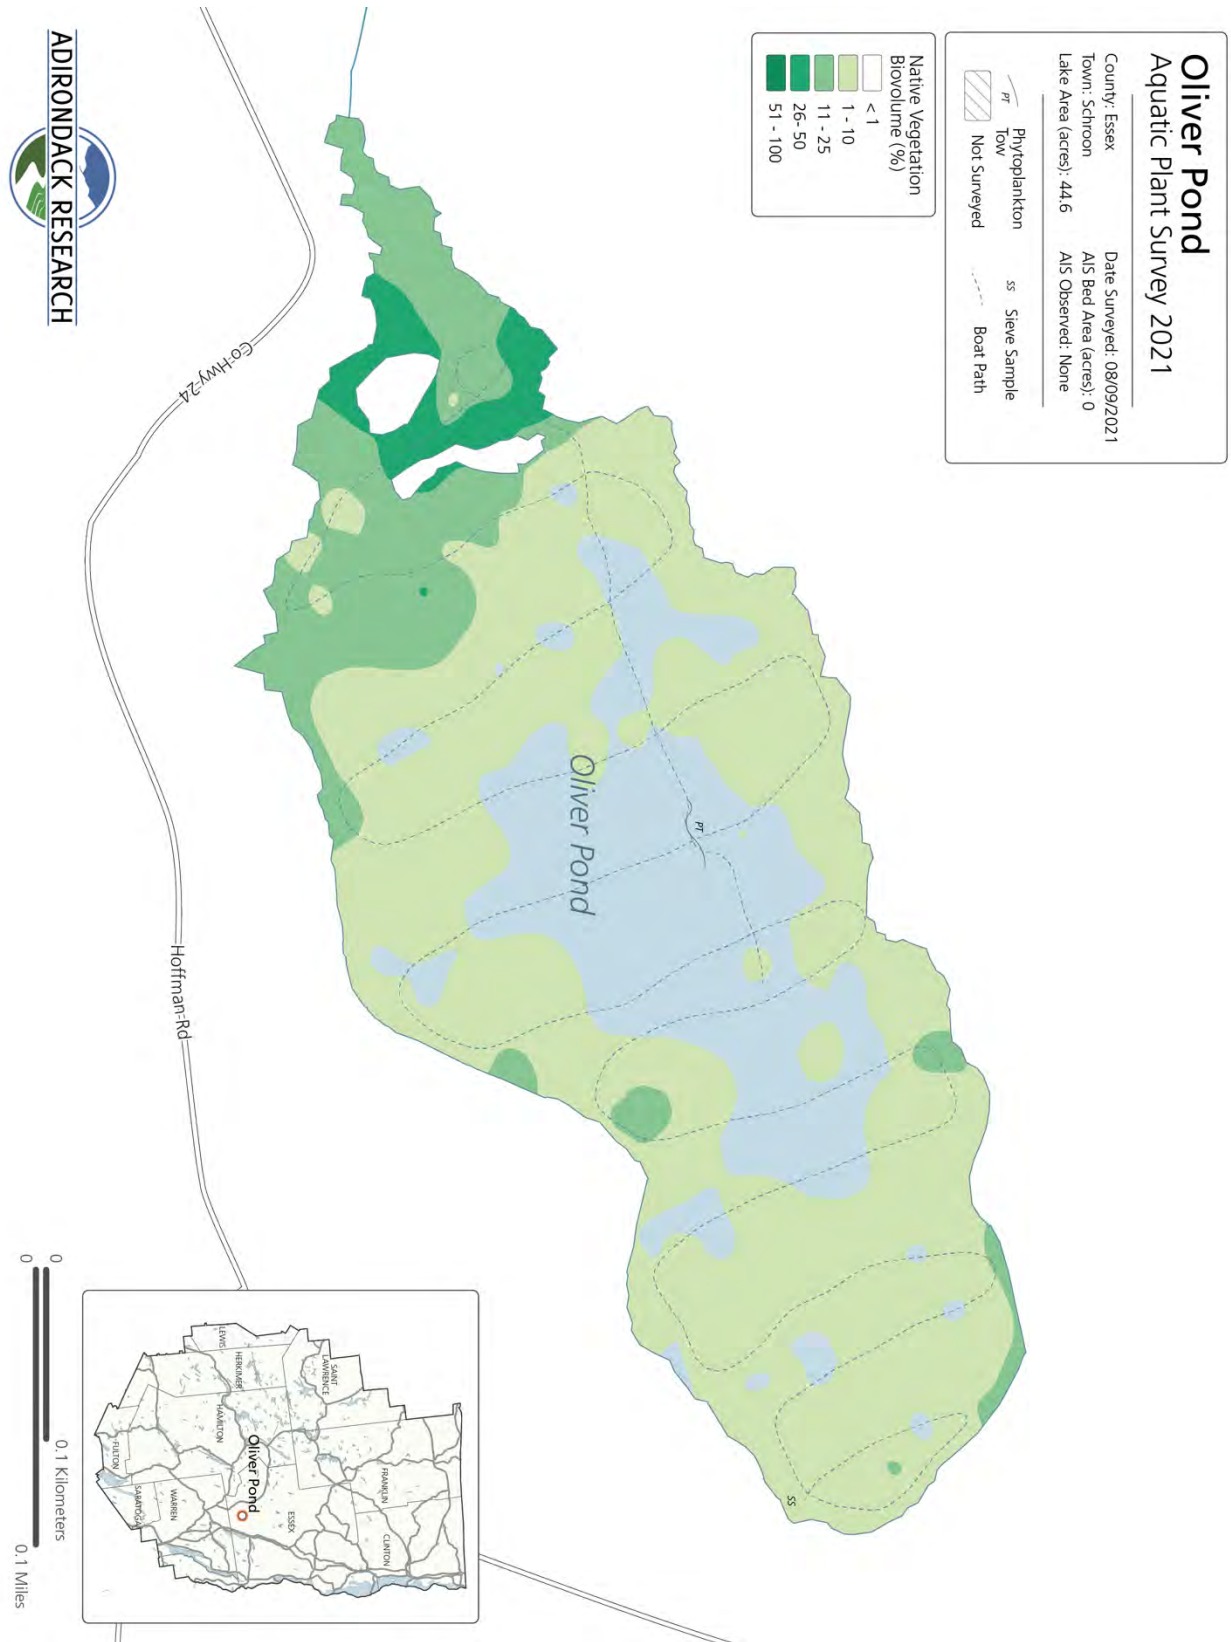 Oliver Pond
Aquatic Plant Survey 2021
County: Essex
Town: Schroon
Lake Area (acres): 44.6
Date Surveyed: 08/09/2021
AIS Bed Area (acres): 0
AIS Observed: None
PT
Phytoplankton
Tow
SS
Sieve Sample
Not Surveyed
Boat Path
Native Vegetation
Biovolume (%)
< 1
1 - 10
11 - 25
26- 50
51 - 100
Oliver Pond
PT
SS
Co-Hwy-24
Hoffman-Rd
ADIRONDACK RESEARCH
SAINT
LAWRENCE
FRANKLIN
CLINTON
LEWIS
HERKIMER
HAMILTON
ESSEX
Oliver Pond
WARREN
FULTON
SARATOGA
0
0.1 Kilometers
0
0.1 Miles